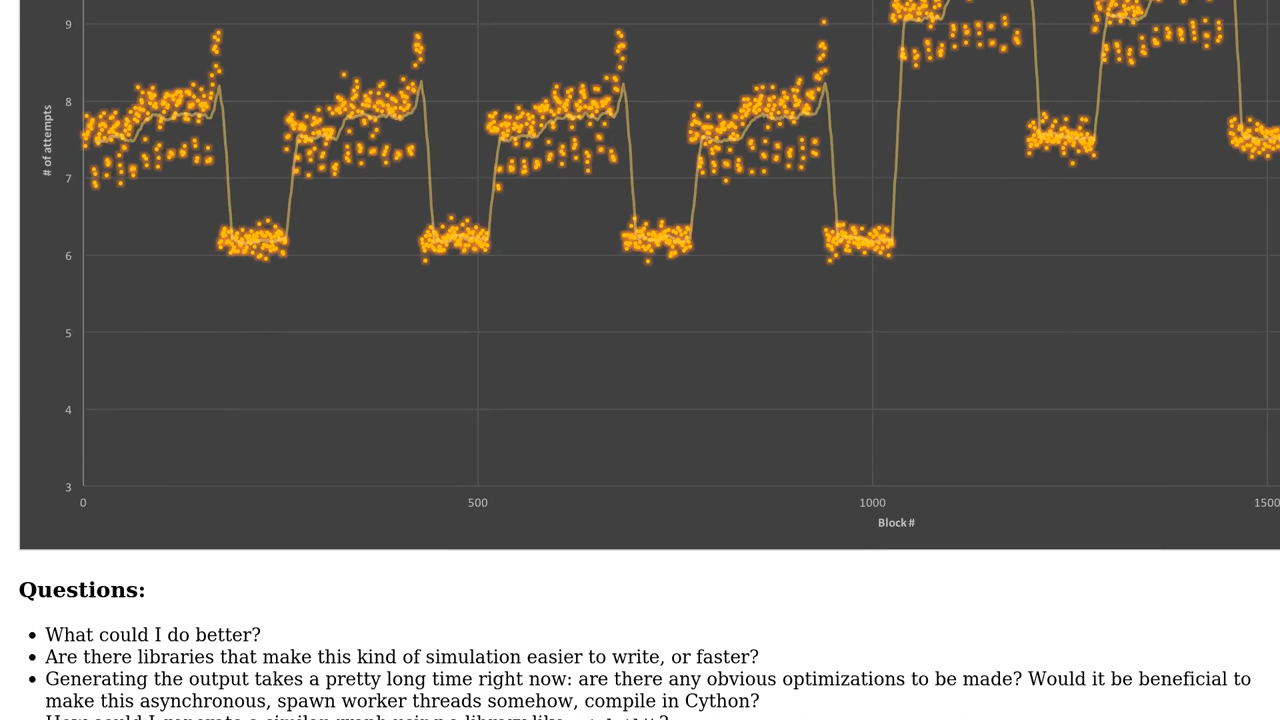 9
8
7
6
5
4
3
# of attempts
0
500
1000
1500
Block #
Questions:
• What could I do better?
• Are there libraries that make this kind of simulation easier to write, or faster?
• Generating the output takes a pretty long time right now: are there any obvious optimizations to be made? Would it be beneficial to
make this asynchronous, spawn worker threads somehow, compile in Cython?